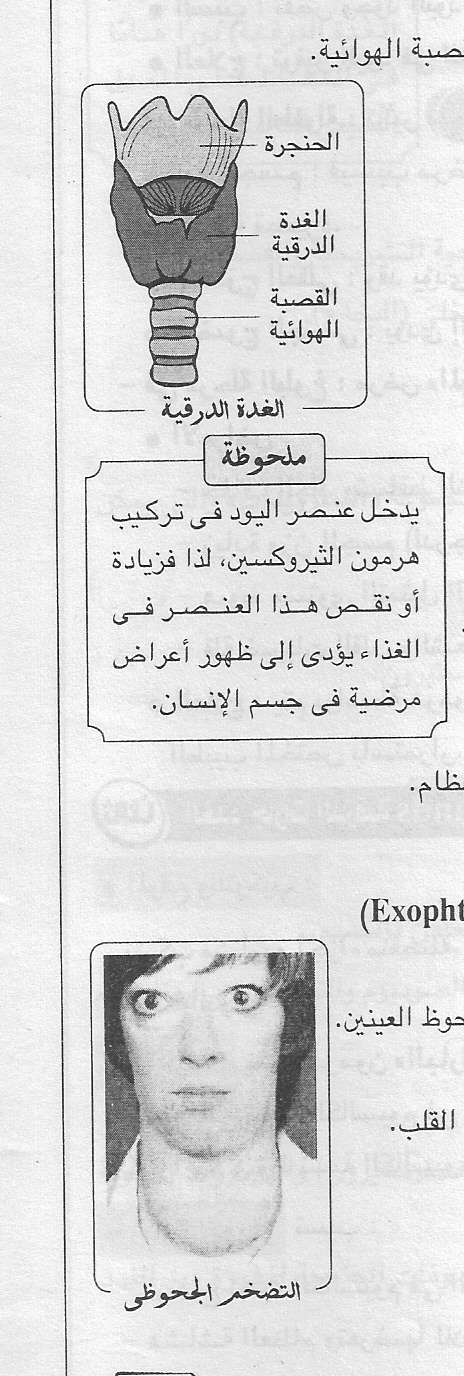 صبة الهوائية.
الحنجرة
الغدة
الدرقية
القصبة
الهوائية
الغدة الدرقية
ملحوظة
يدخل عنصر اليود فى تركيب
هرمون الثيروكسين، لذا فزيادة
أو نقص هذا العنصر فى
الغذاء يؤدى إلى ظهور أعراض
مرضية فى جسم الإنسان.
ظام.
(Exopht
حوظ العينين.
القلب.
التضخم الجحوظى